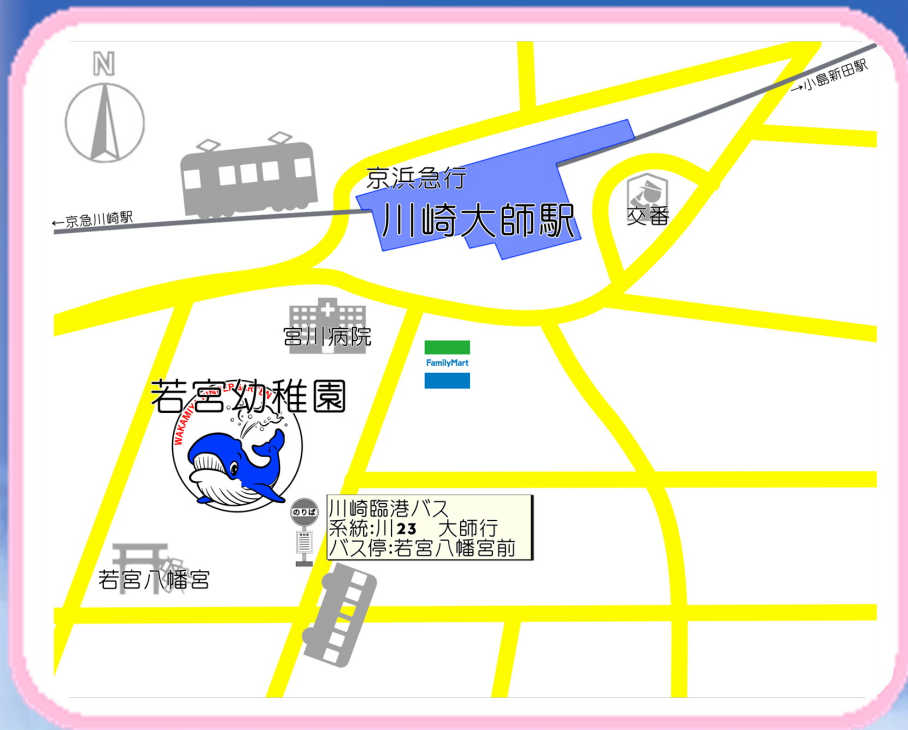 N
→小島新田駅
京浜急行
川崎大師駅
交番
←京急川崎駅
宮川病院
FamilyMart
若宮幼稚園
のりば
川崎臨港バス
系統:川23 大師行
バス停:若宮八幡宮前
若宮八幡宮